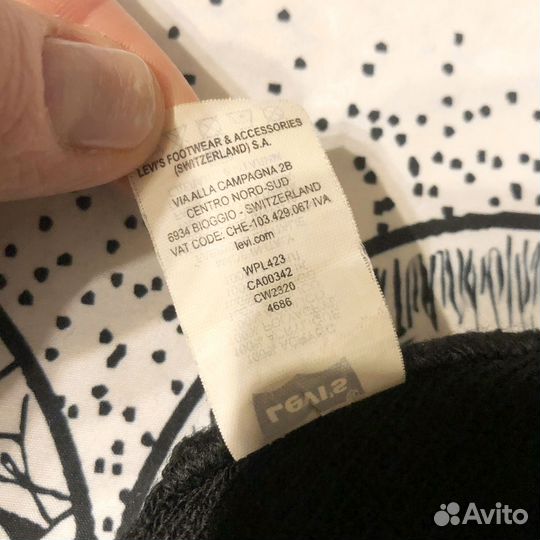 LEVI'S FOOTWEAR & ACCESSORIES
(SWITZERLAND) S.A.
VIA ALLA CAMPAGNA 2B
CENTRO NORD-SUD
6934 BIOGGIO - SWITZERLAND
VAT CODE: CHE-103.429.067 IVA
levi.com
WPL423
CA00342
CW2320
4686
Levi's
Avito